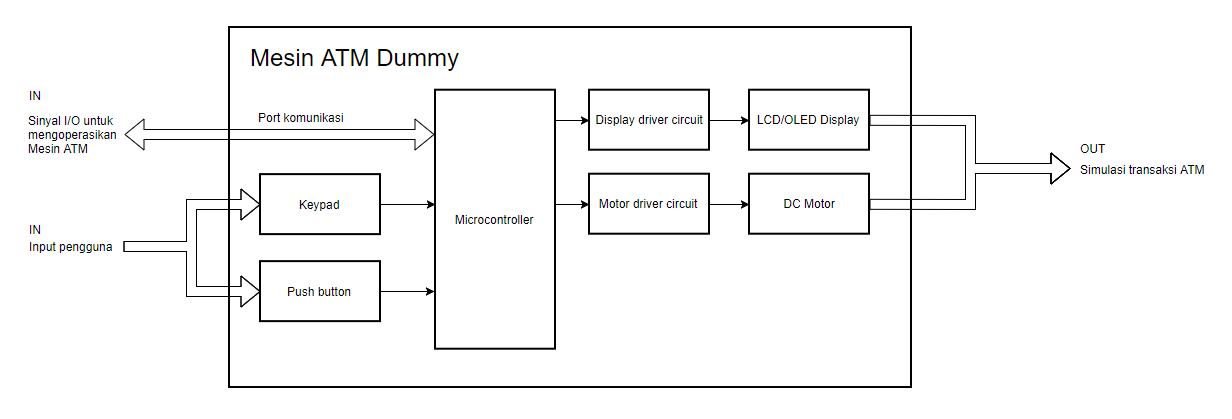 Mesin ATM Dummy
IN
Sinyal I/O untuk
mengoperasikan
Mesin ATM
Port komunikasi
Keypad
IN
Input pengguna
Push button
Microcontroller
Display driver circuit
LCD/OLED Display
Motor driver circuit
DC Motor
OUT
Simulasi transaksi ATM